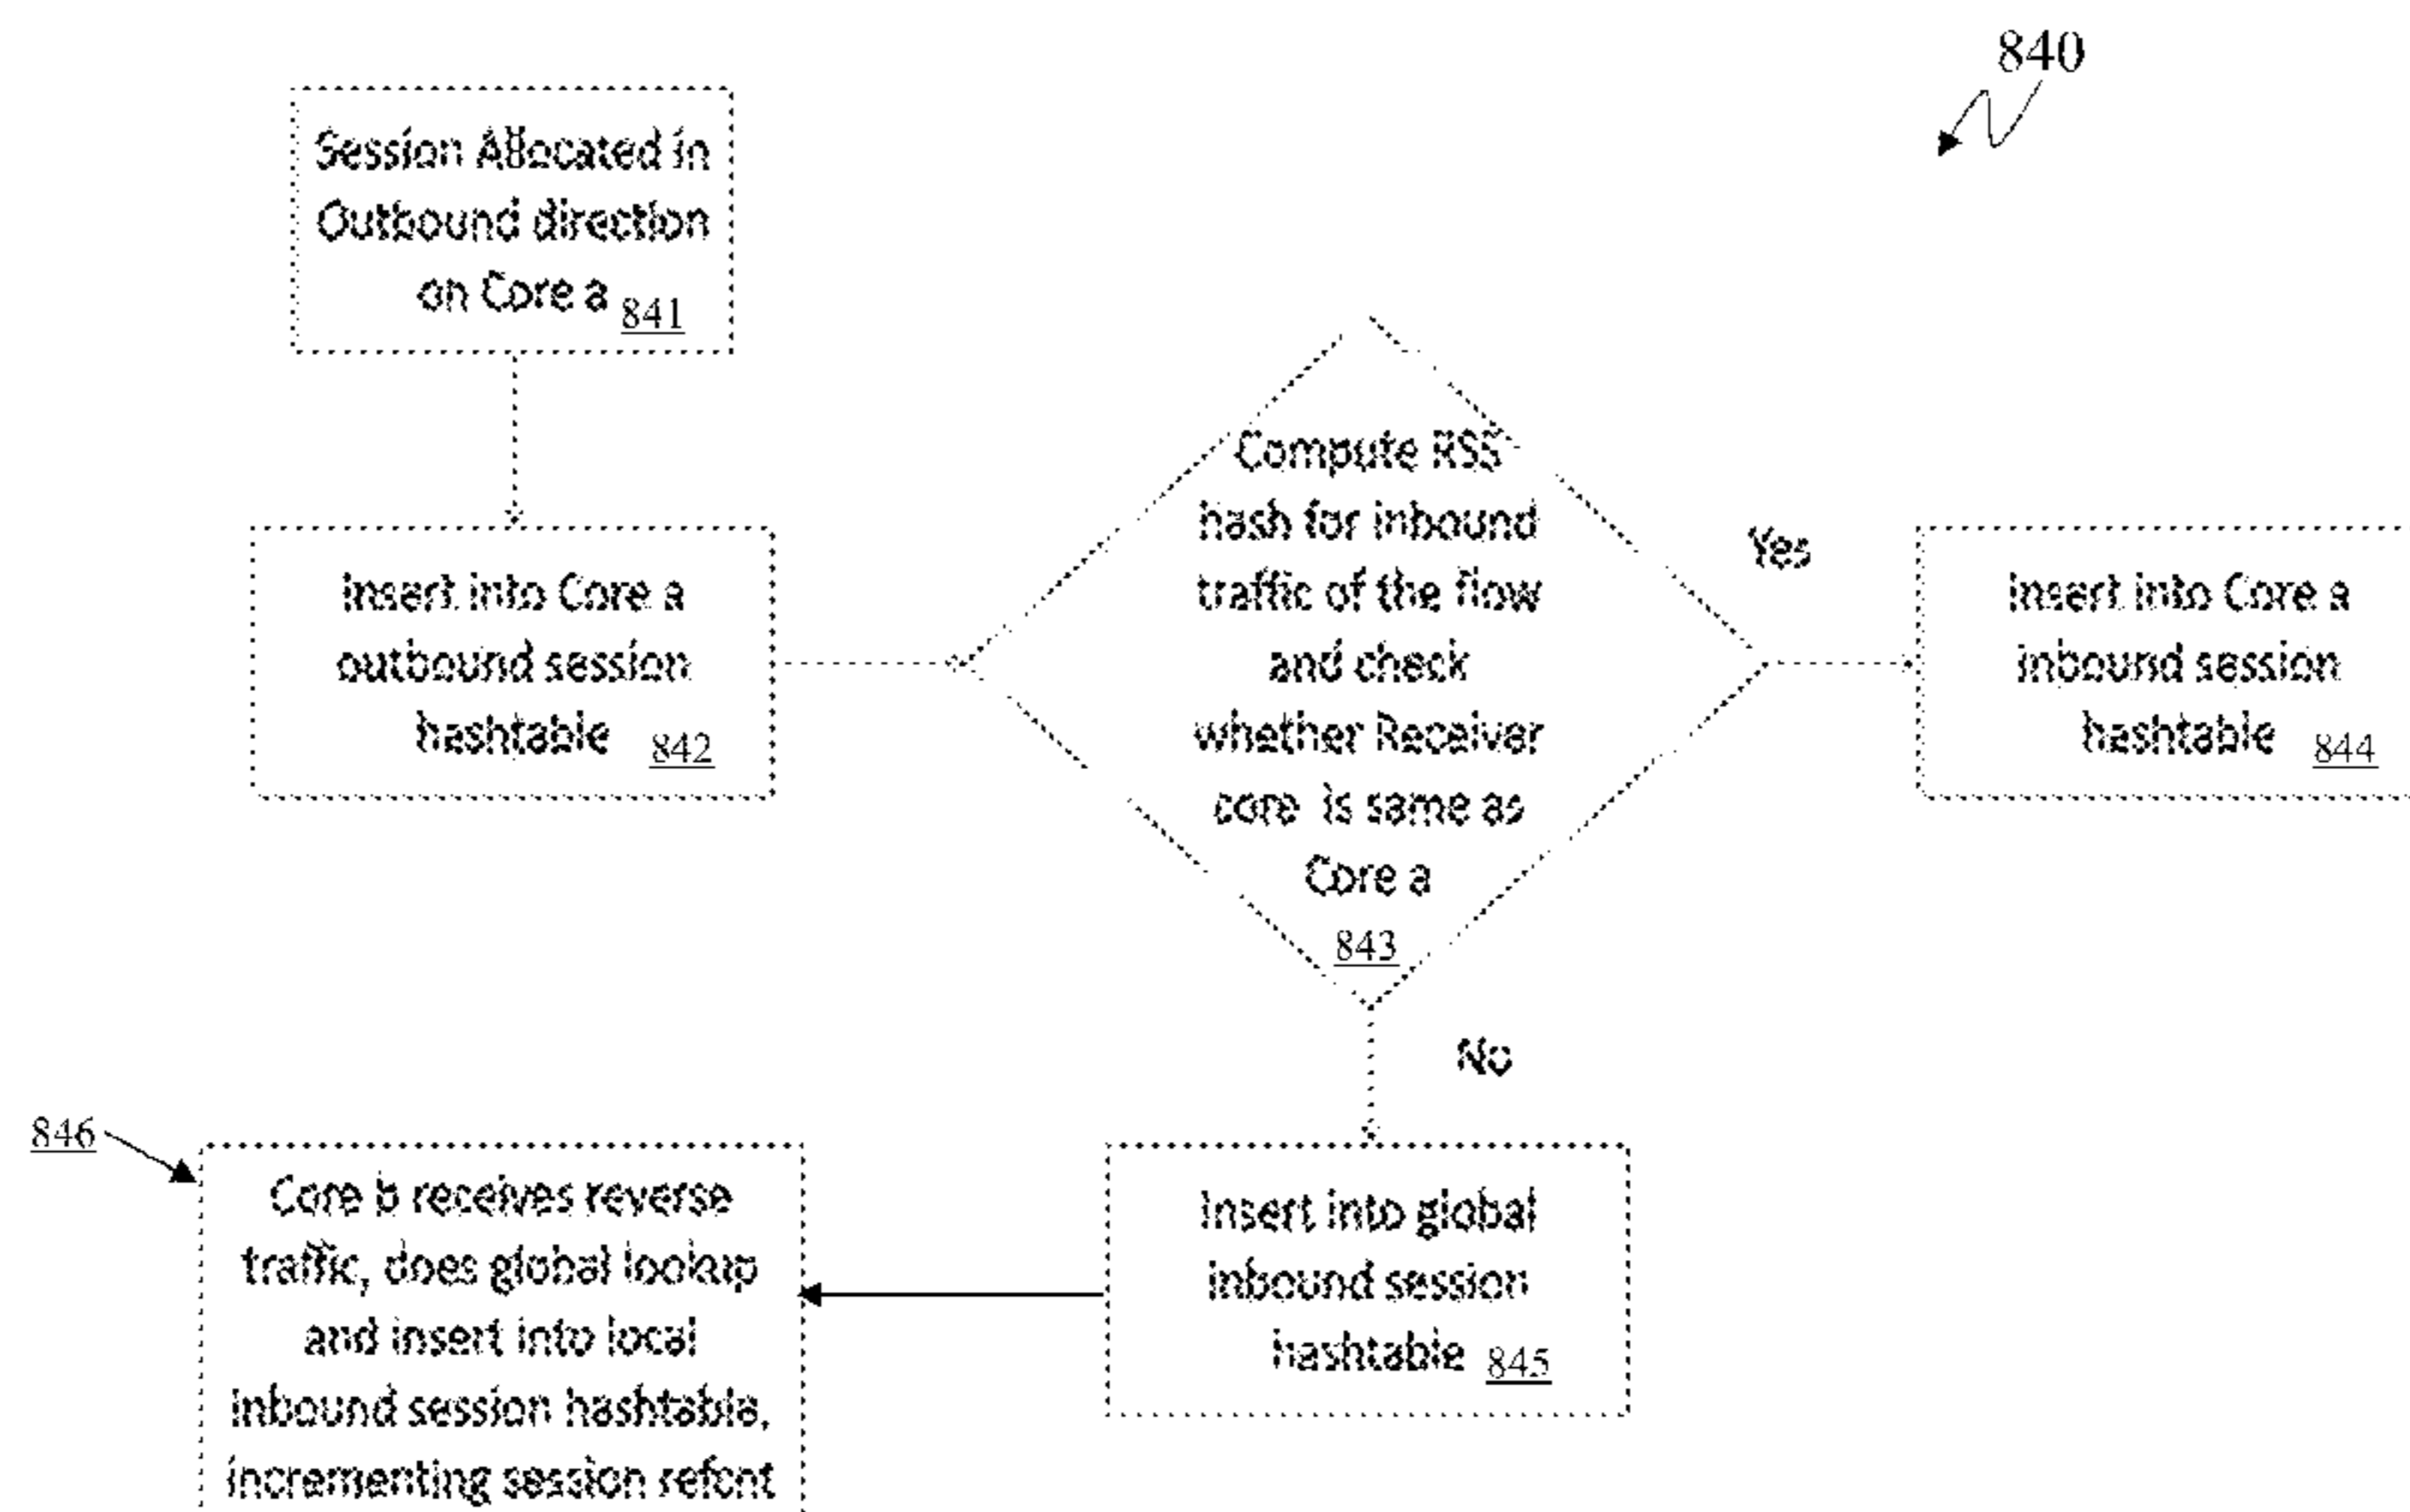 840
Session Allocated in
Outbound direction
on Core a 841
Insert into Core a
outbound session
hashtable 842
Compute RSS
hash for inbound
traffic of the flow
and check
whether Receiver
core is same as
Core a
843
Yes
Insert into Core a
inbound session
hashtable 844
No
Insert into global
inbound session
hashtable 845
846
Core b receives reverse
traffic, does global lookup
and insert into local
inbound session hashtable,
incrementing session refcnt